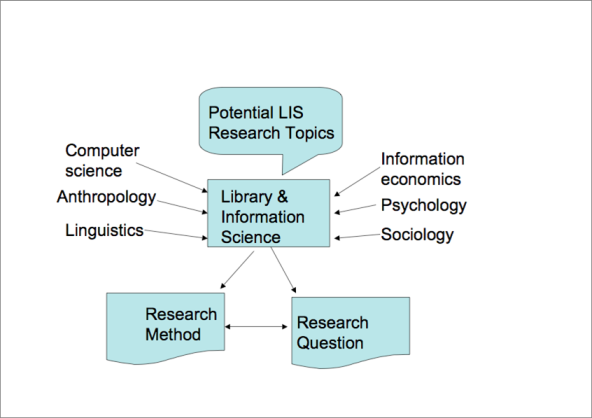 Potential LIS
Research Topics
Computer
science
Anthropology
Linguistics
Library &
Information
Science
Information
economics
Psychology
Sociology
Research
Method
Research
Question